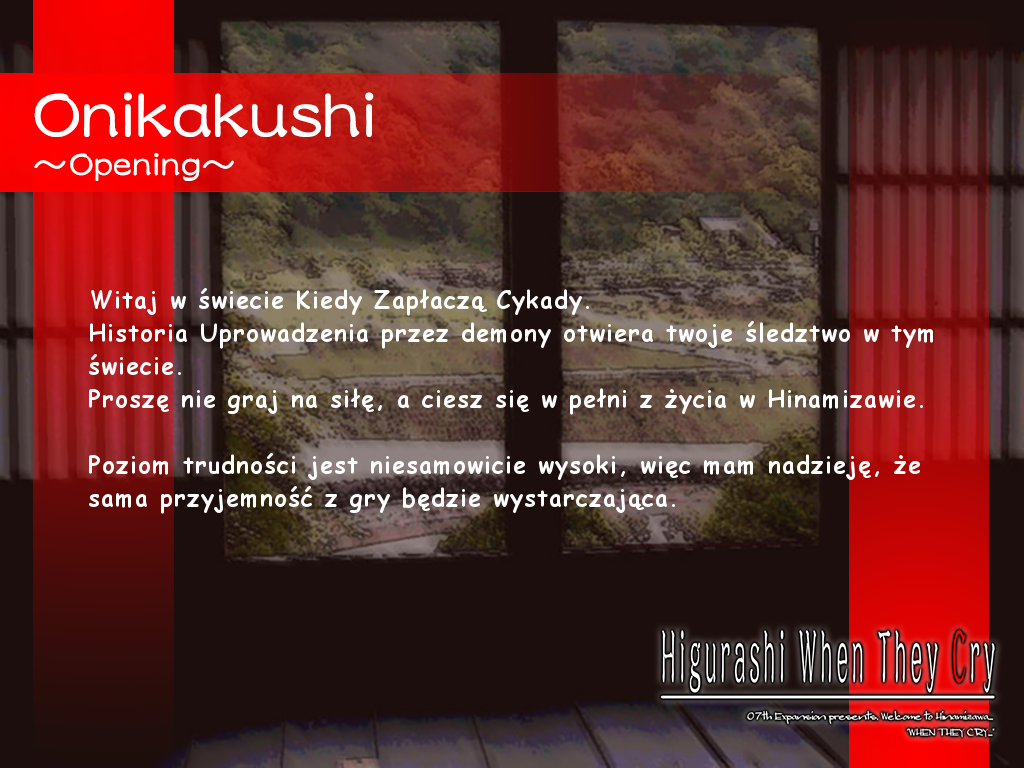 Onikakushi
～Opening～
Witaj w świecie Kiedy Zapłaczą Cykady.
Historia Uprowadzenia przez demony otwiera twoje śledztwo w tym
świecie.
Proszę nie graj na siłę, a ciesz się w pełni z życia w Hinamizawie.
Poziom trudności jest niesamowicie wysoki, więc mam nadzieję, że
sama przyjemność z gry będzie wystarczająca.
Higurashi When They Cry
07th Expansion presents. Welcome to Hinamizawa...
"WHEN THEY CRY..."